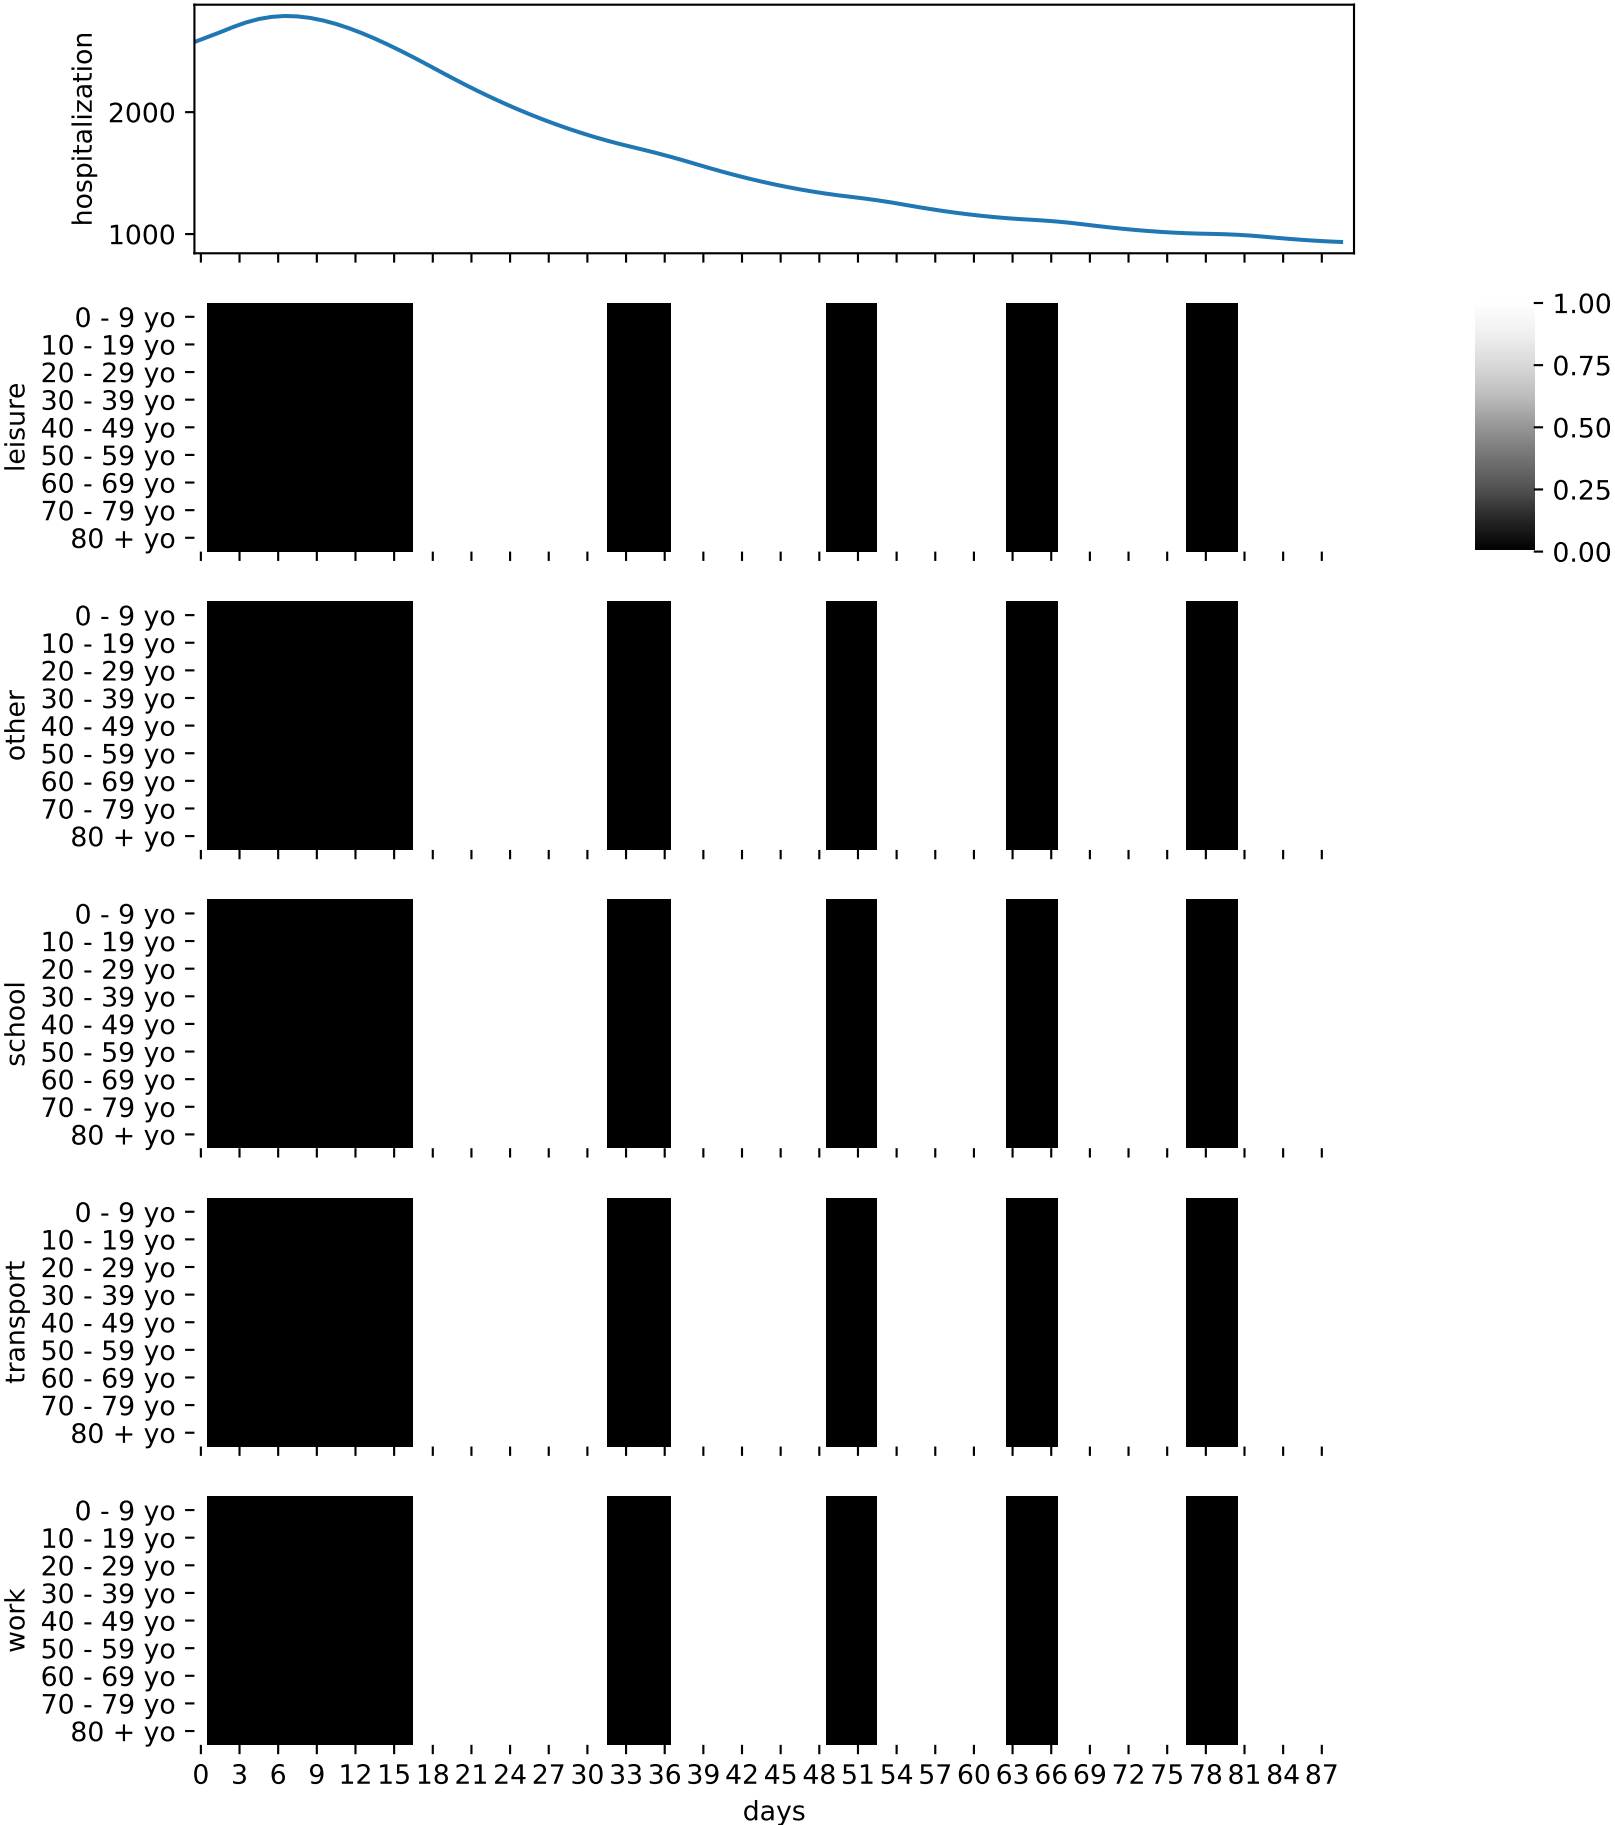 hospitalization
2000
1000
leisure
0 - 9 yo
10 - 19 yo
20 - 29 yo
30 - 39 yo
40 - 49 yo
50 - 59 yo
60 - 69 yo
70 - 79 yo
80 + yo
1.00
0.75
0.50
0.25
0.00
other
0 - 9 yo
10 - 19 yo
20 - 29 yo
30 - 39 yo
40 - 49 yo
50 - 59 yo
60 - 69 yo
70 - 79 yo
80 + yo
school
0 - 9 yo
10 - 19 yo
20 - 29 yo
30 - 39 yo
40 - 49 yo
50 - 59 yo
60 - 69 yo
70 - 79 yo
80 + yo
transport
0 - 9 yo
10 - 19 yo
20 - 29 yo
30 - 39 yo
40 - 49 yo
50 - 59 yo
60 - 69 yo
70 - 79 yo
80 + yo
work
0 - 9 yo
10 - 19 yo
20 - 29 yo
30 - 39 yo
40 - 49 yo
50 - 59 yo
60 - 69 yo
70 - 79 yo
80 + yo
0 3 6 9 12 15 18 21 24 27 30 33 36 39 42 45 48 51 54 57 60 63 66 69 72 75 78 81 84 87
days